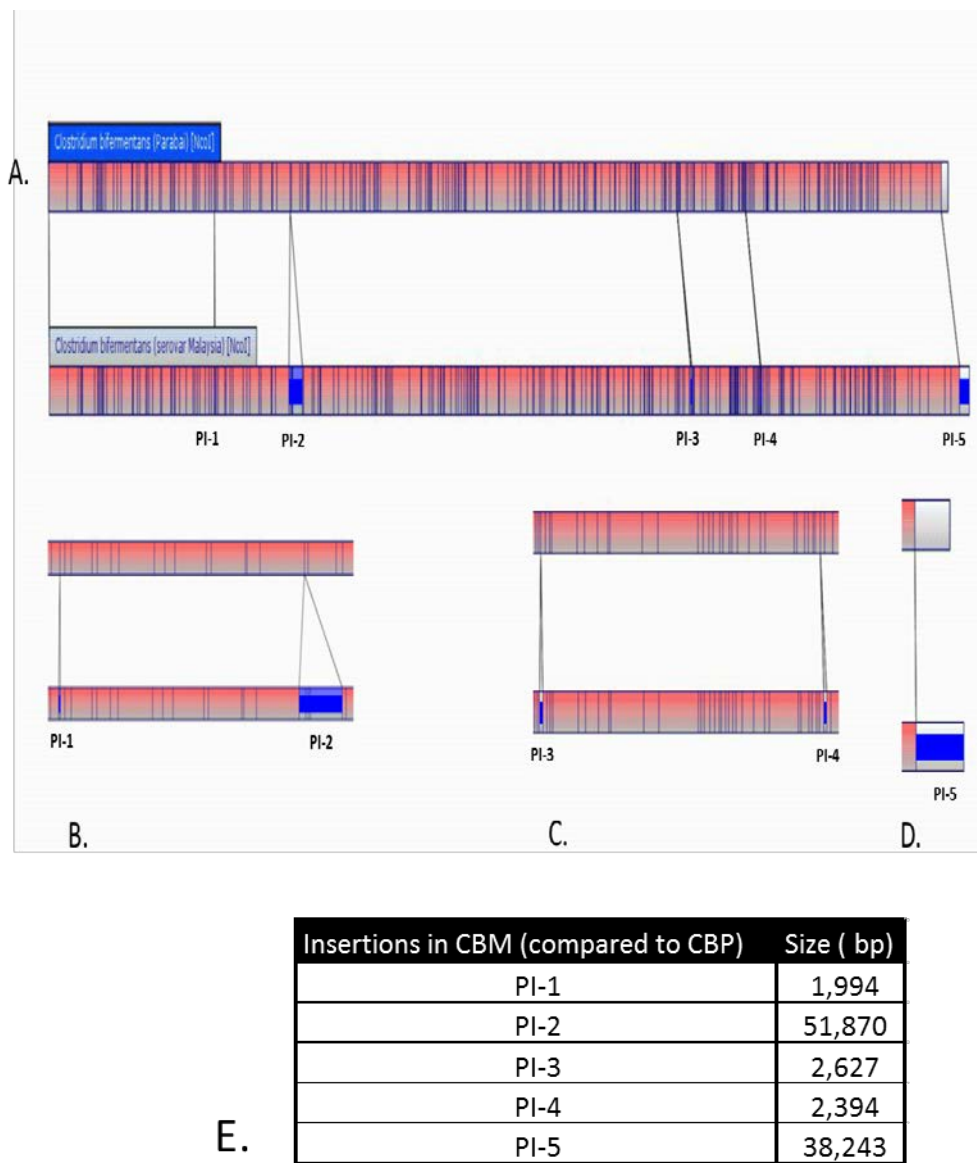 Clostridium bifermentans (Parabai) [NcoI]
A.
Clostridium bifermentans (serovar Malaysia) [NcoI]
PI-1 PI-2 PI-3 PI-4 PI-5
PI-1 PI-2
PI-3 PI-4
PI-5
B. C. D.
Insertions in CBM (compared to CBP) Size ( bp)
PI-1 1,994
PI-2 51,870
PI-3 2,627
PI-4 2,394
PI-5 38,243
E.